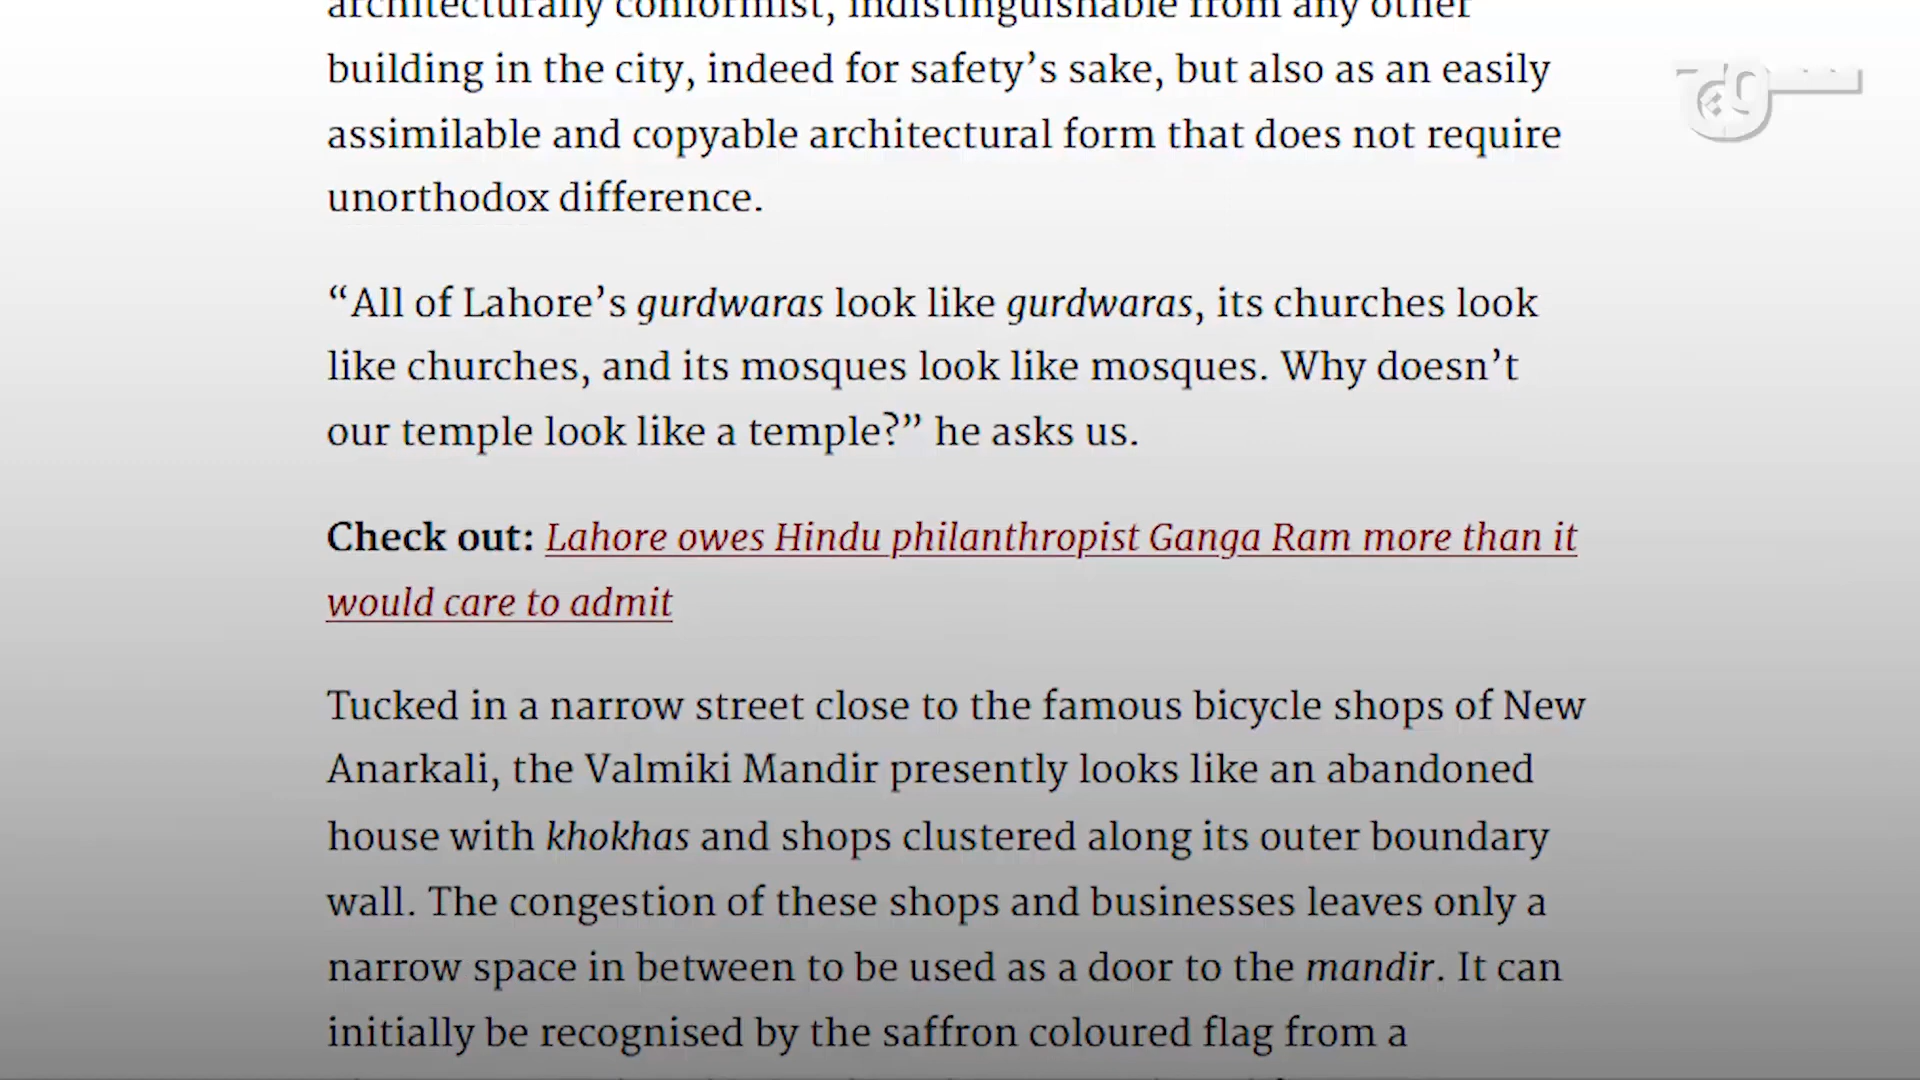 architecturally conformist, indistinguishable from any other
building in the city, indeed for safety’s sake, but also as an easily
assimilable and copyable architectural form that does not require
unorthodox difference.
“All of Lahore’s gurdwaras look like gurdwaras, its churches look
like churches, and its mosques look like mosques. Why doesn’t
our temple look like a temple?” he asks us.
Check out: Lahore owes Hindu philanthropist Ganga Ram more than it
would care to admit
Tucked in a narrow street close to the famous bicycle shops of New
Anarkali, the Valmiki Mandir presently looks like an abandoned
house with khokhas and shops clustered along its outer boundary
wall. The congestion of these shops and businesses leaves only a
narrow space in between to be used as a door to the mandir. It can
initially be recognised by the saffron coloured flag from a